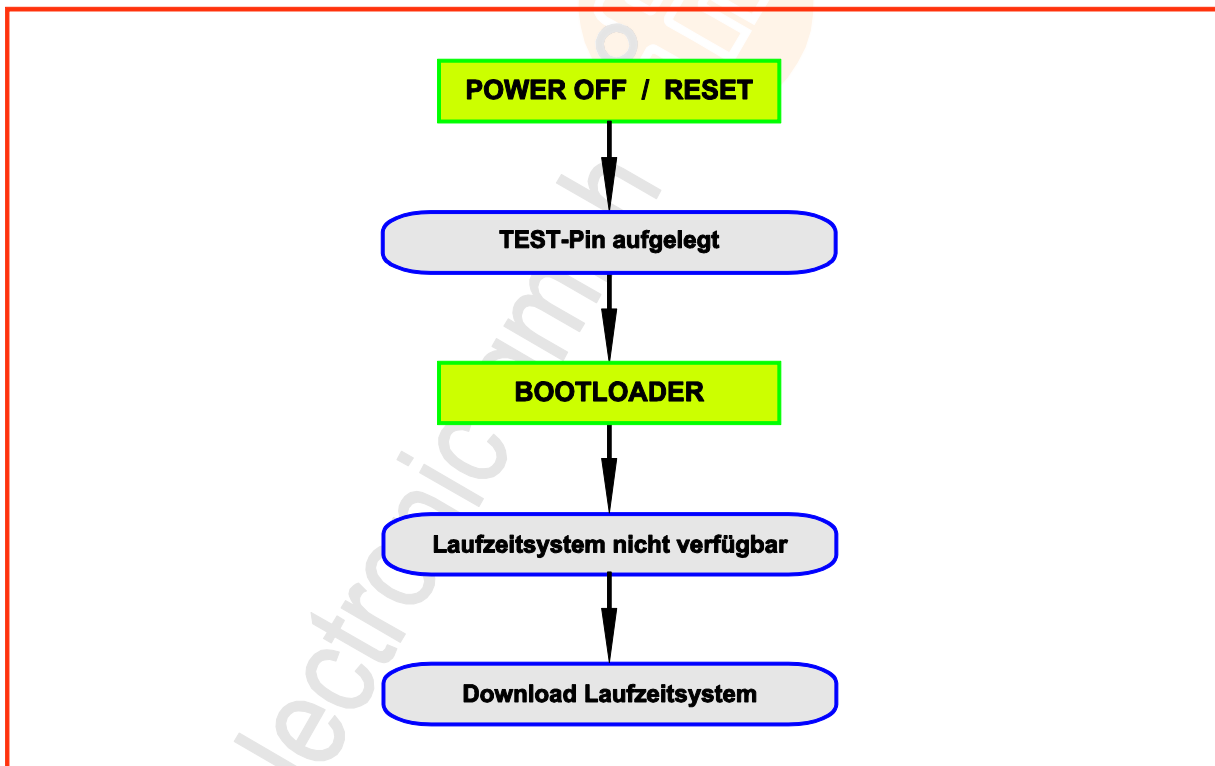 POWER OFF / RESET
TEST-Pin aufgelegt
BOOTLOADER
Laufzeitsystem nicht verfügbar
Download Laufzeitsystem